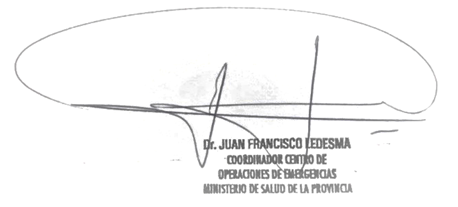 Dr. JUAN FRANCISCO LEDESMA
COORDINADOR CENTRO DE
OPERACIONES DE EMERGENCIAS
MINISTERIO DE SALUD DE LA PROVINCIA